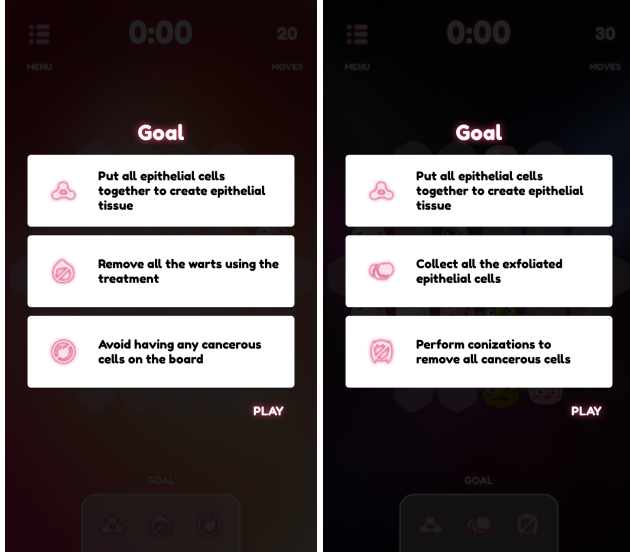 0:00
20
MENU
MOVES
Goal
Put all epithelial cells
together to create epithelial
tissue
Remove all the warts using the
treatment
Avoid having any cancerous
cells on the board
PLAY
GOAL
0:00
30
MENU
MOVES
Goal
Put all epithelial cells
together to create epithelial
tissue
Collect all the exfoliated
epithelial cells
Perform conizations to
remove all cancerous cells
PLAY
GOAL